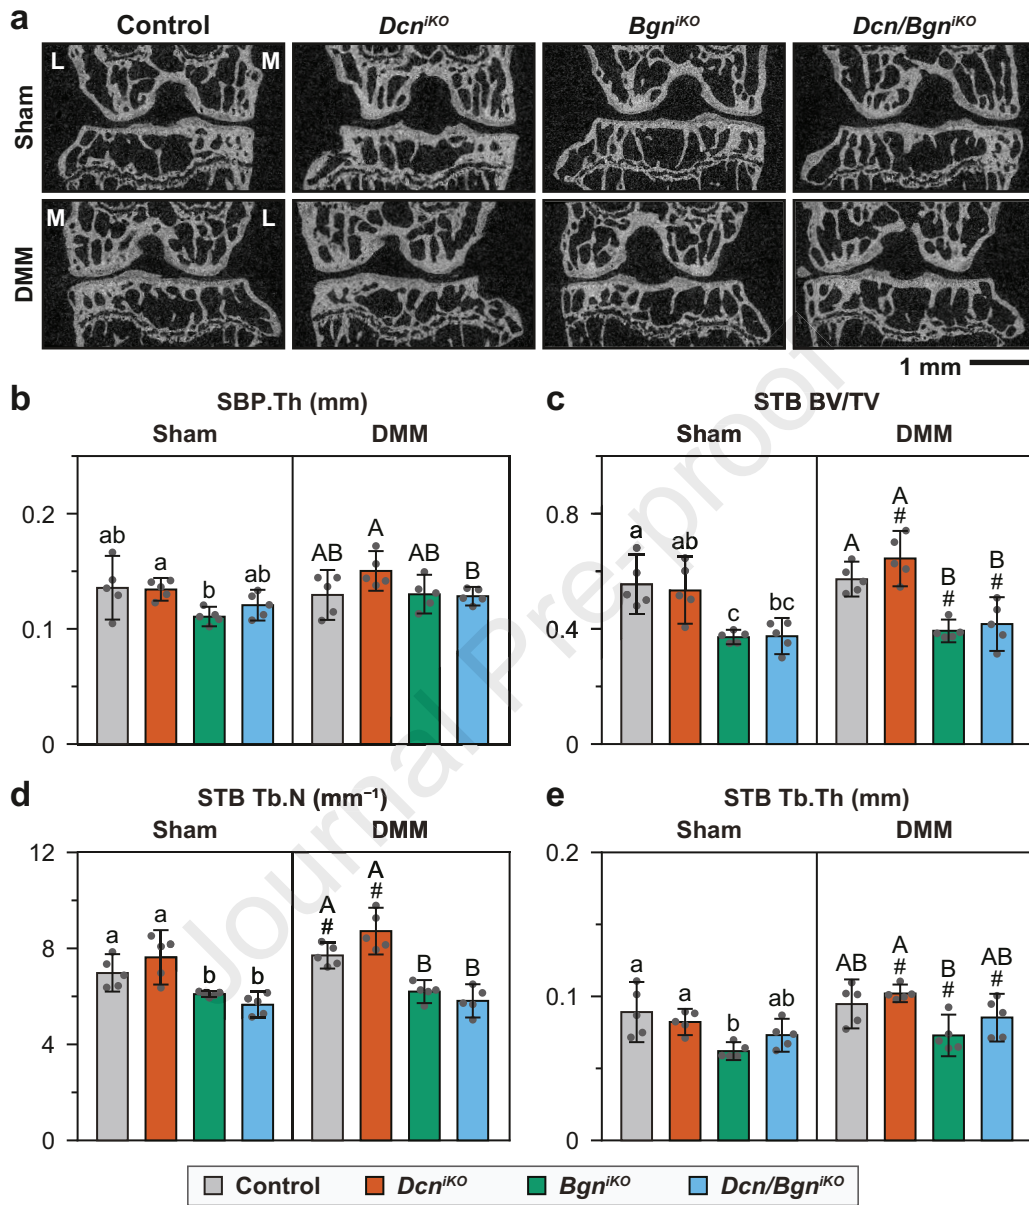 a
Control Dcn^iKO Bgn^iKO Dcn/Bgn^iKO
Sham
L M
DMM
M L
1 mm
b
SBP.Th (mm)
Sham DMM
0.2
0.1
0
ab a b ab AB A AB B
c
STB BV/TV
Sham DMM
0.8
0.4
0
a ab c bc A A # B # B #
d
STB Tb.N (mm⁻¹)
Sham DMM
12
8
4
0
a a b b A # A # B B
e
STB Tb.Th (mm)
Sham DMM
0.2
0.1
0
a a b ab AB A # B # AB #
Control Dcn^iKO Bgn^iKO Dcn/Bgn^iKO
Journal Pre-proof